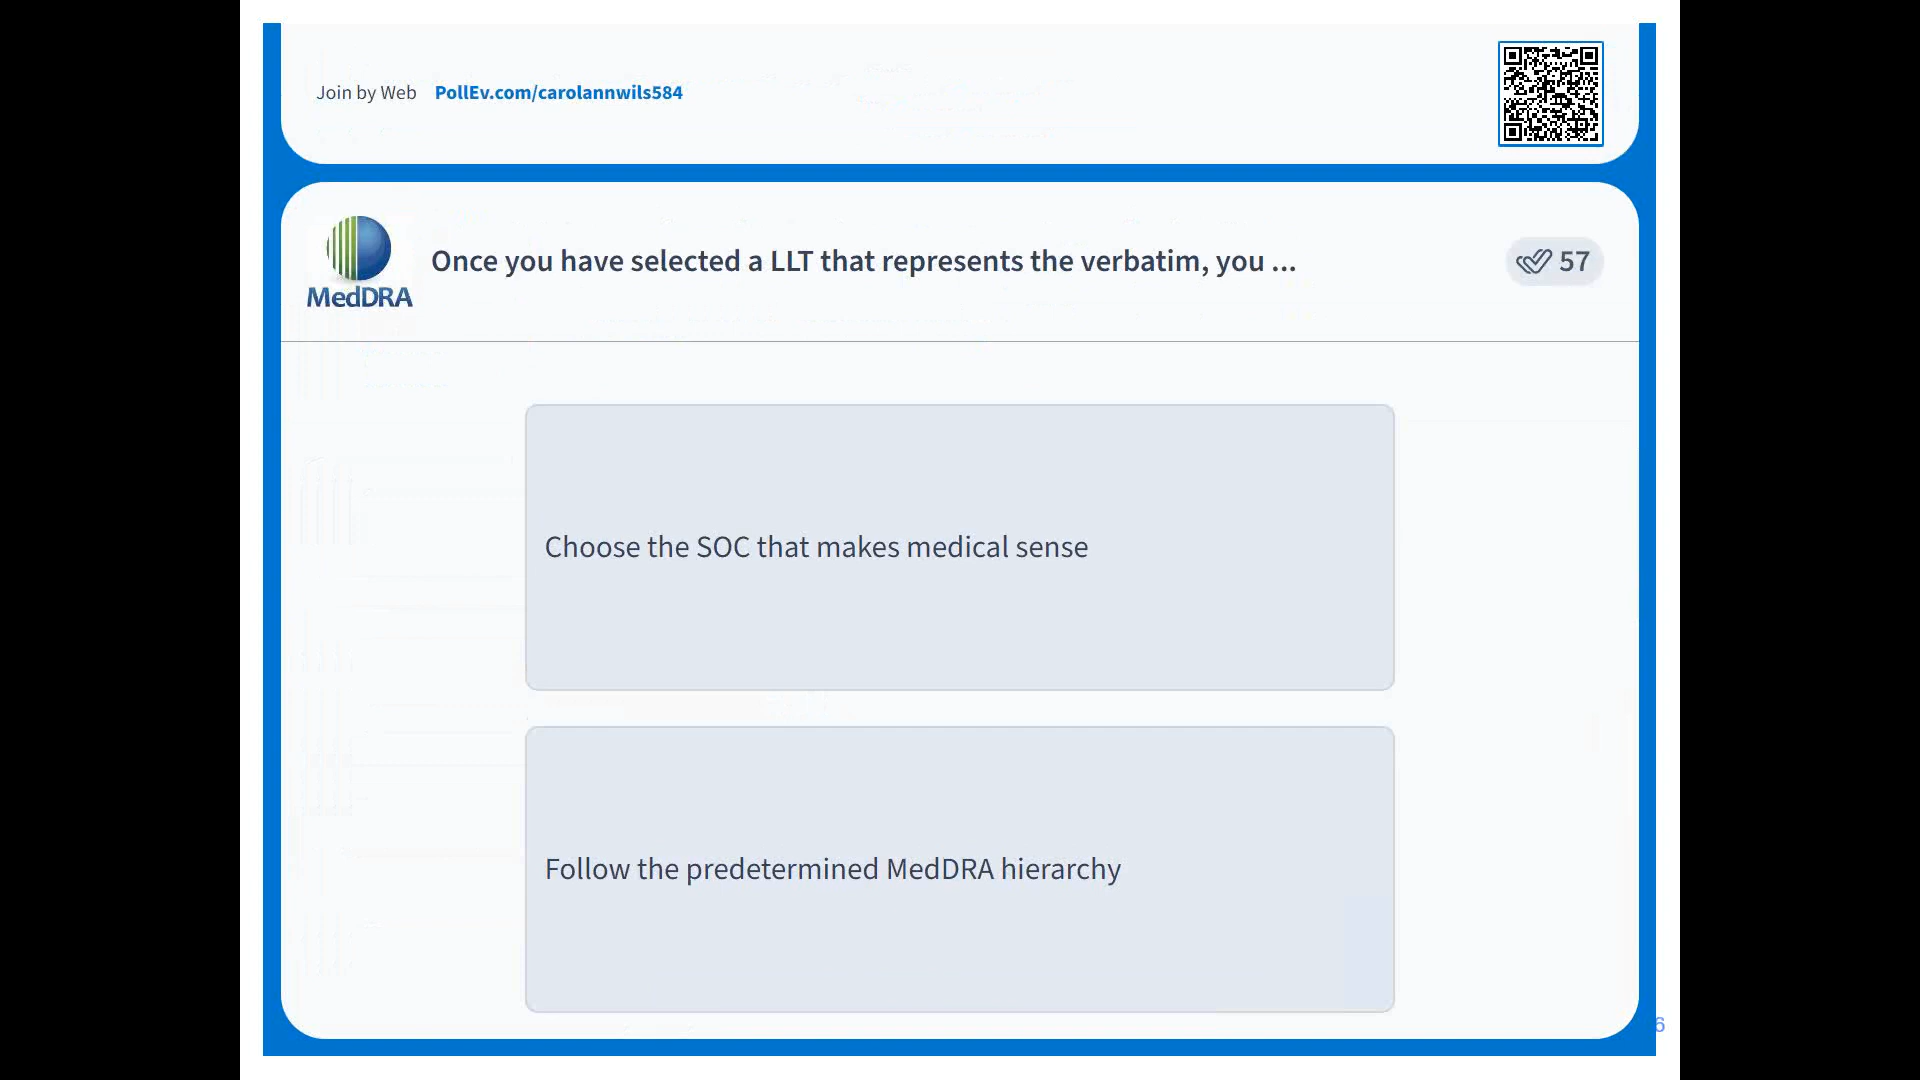 Join by Web PollEv.com/carolannwils584
MedDRA
Once you have selected a LLT that represents the verbatim, you ...
57
Choose the SOC that makes medical sense
Follow the predetermined MedDRA hierarchy
6